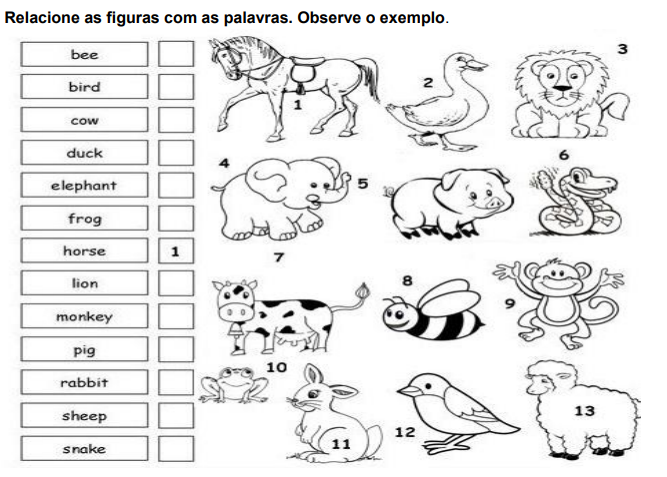 Relacione as figuras com as palavras. Observe o exemplo.
bee
bird
cow
duck
elephant
frog
horse 1
lion
monkey
pig
rabbit
sheep
snake
1
2
3
4
5
6
7
8
9
10
11
12
13